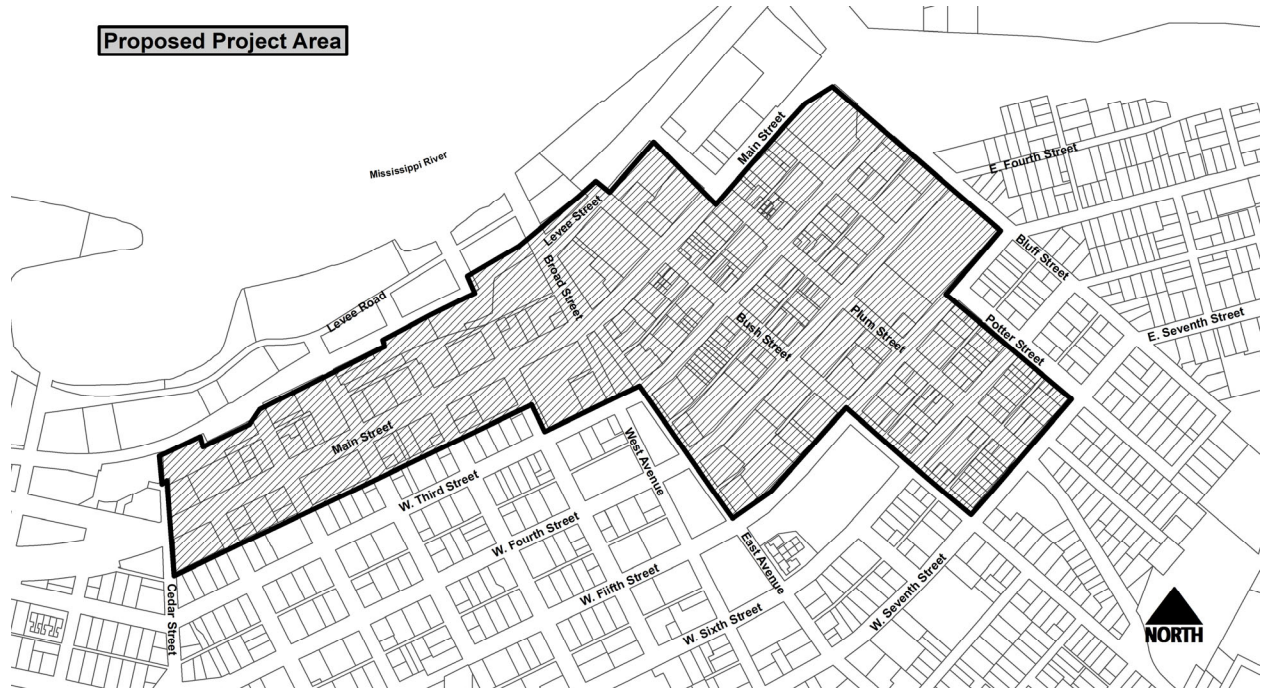 Proposed Project Area
Main Street
Mississippi River
E. Fourth Street
Levee Street
Bluff Street
Broad Street
Levee Road
Potter Street
E. Seventh Street
Bush Street
Plum Street
Main Street
West Avenue
W. Third Street
W. Fourth Street
East Avenue
W. Fiifth Street
W. Seventh Street
W. Sixth Street
Cedar Street
NORTH